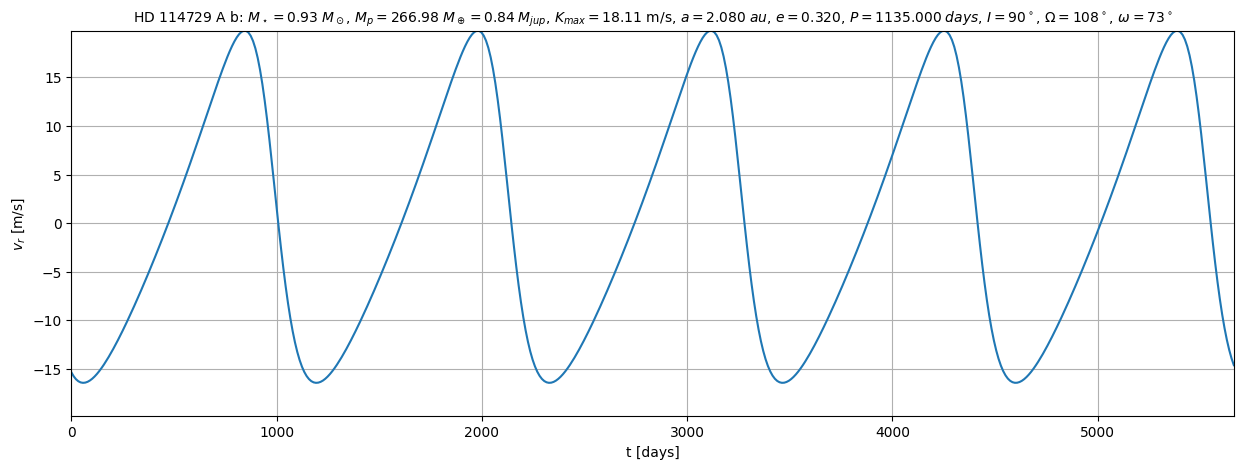 HD 114729 A b: M⋆ = 0.93 M⊙, Mp = 266.98 M⊕ = 0.84 Mjup, Kmax = 18.11 m/s, a = 2.080 au, e = 0.320, P = 1135.000 days, I = 90°, Ω = 108°, ω = 73°
15
10
5
0
−5
−10
−15
vr [m/s]
0 1000 2000 3000 4000 5000
t [days]